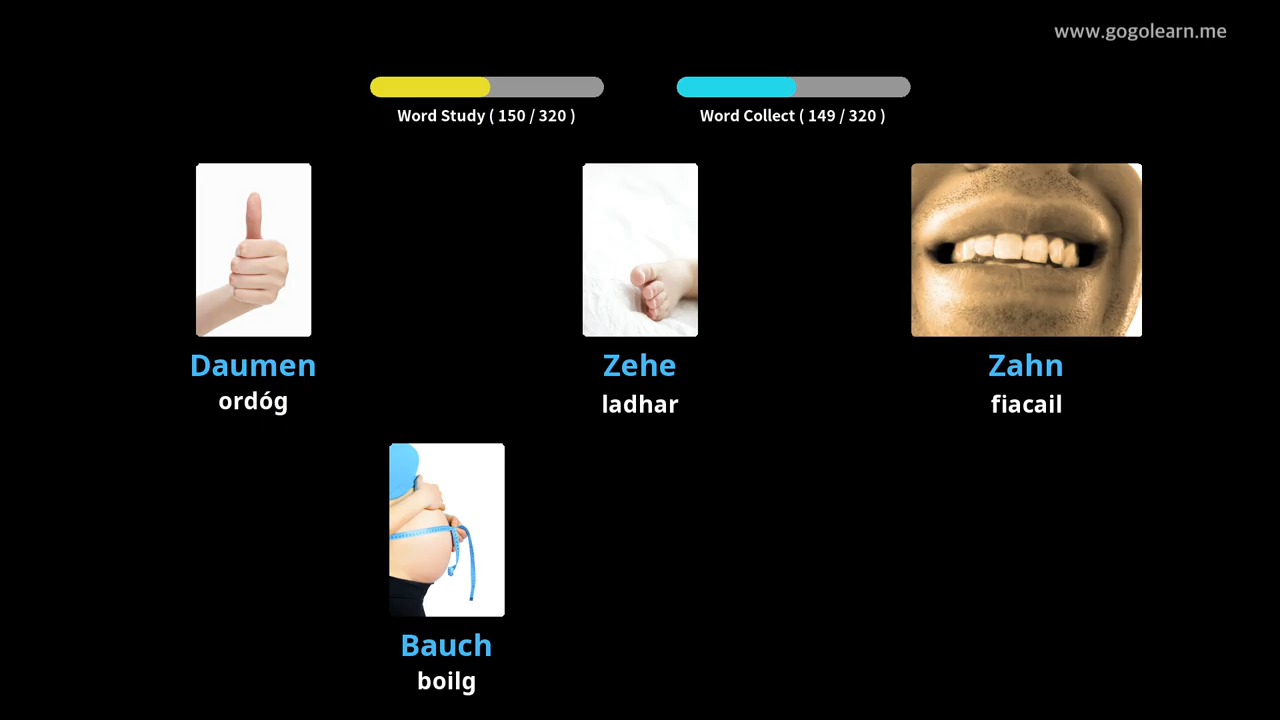 www.gogolearn.me
Word Study ( 150 / 320 )
Word Collect ( 149 / 320 )
Daumen
ordóg
Zehe
ladhar
Zahn
fiacail
Bauch
boilg